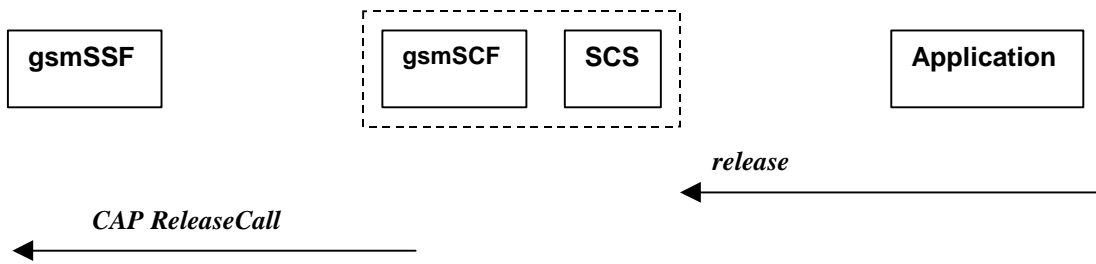 gsmSSF
gsmSCF
SCS
Application
release
CAP ReleaseCall